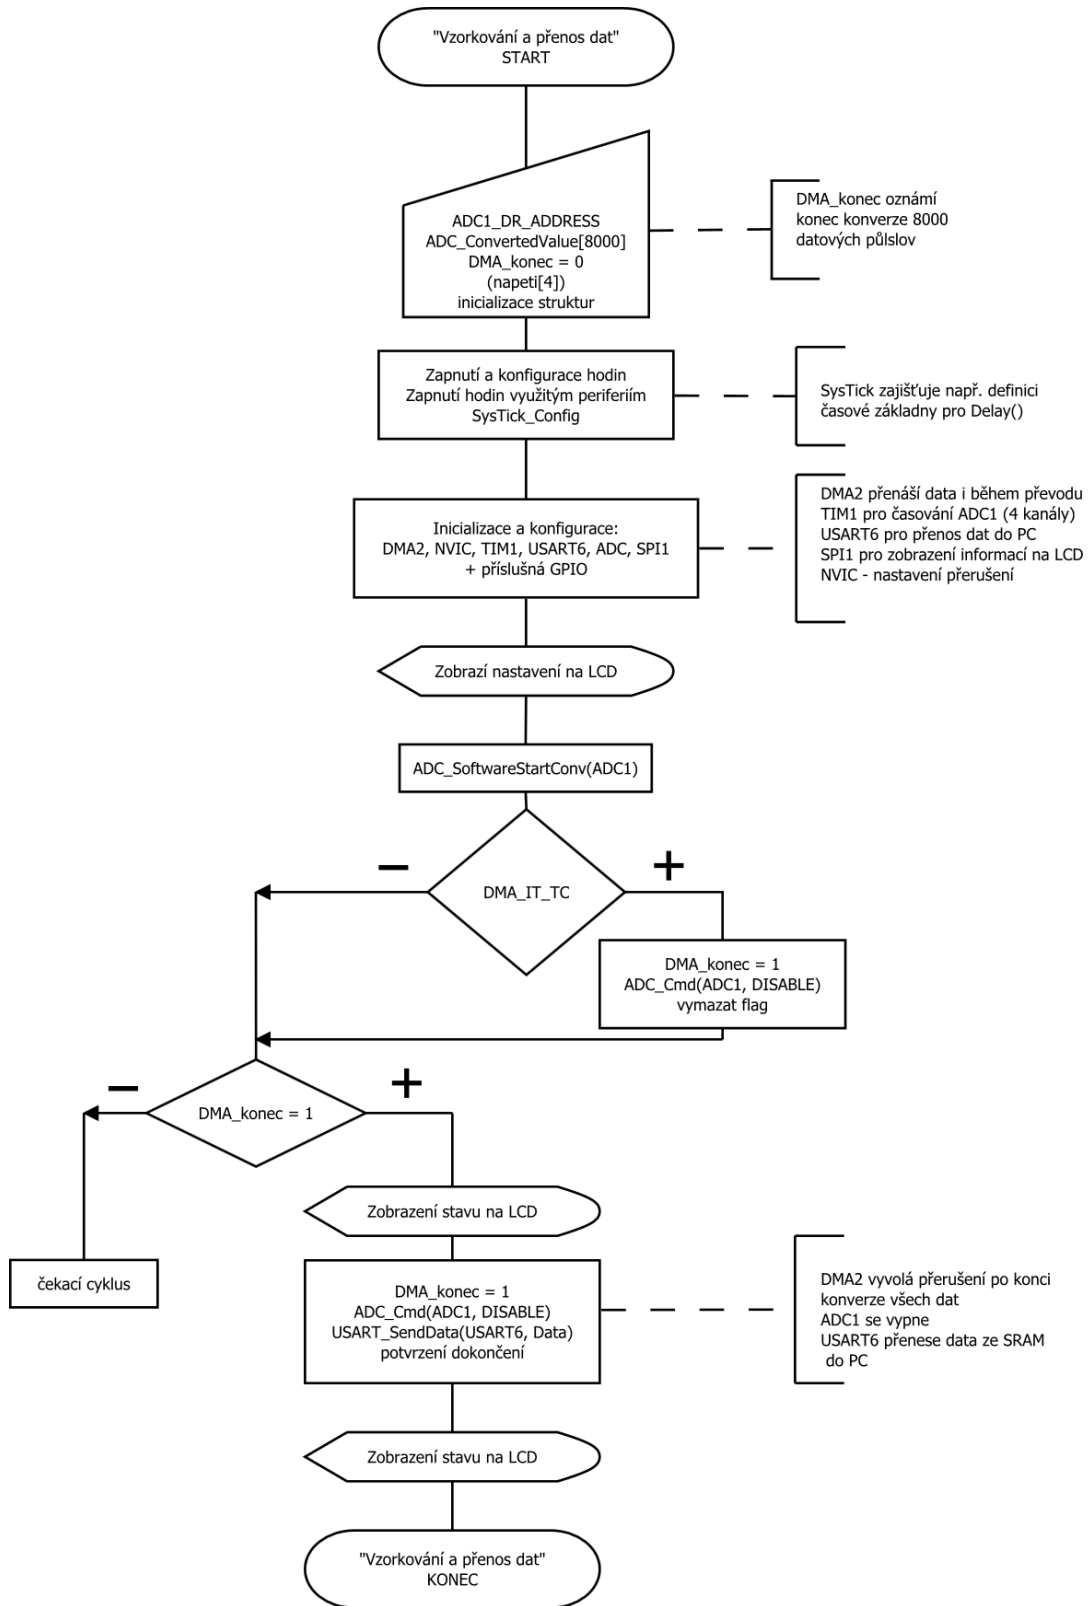 "Vzorkování a přenos dat"
START
ADC1_DR_ADDRESS
ADC_ConvertedValue[8000]
DMA_konec = 0
(napeti[4])
inicializace struktur
DMA_konec oznámí
konec konverze 8000
datových půlslov
Zapnutí a konfigurace hodin
Zapnutí hodin využitým periferiím
SysTick_Config
SysTick zajišťuje např. definici
časové základny pro Delay()
Inicializace a konfigurace:
DMA2, NVIC, TIM1, USART6, ADC, SPI1
+ příslušná GPIO
DMA2 přenáší data i během převodu
TIM1 pro časování ADC1 (4 kanály)
USART6 pro přenos dat do PC
SPI1 pro zobrazení informací na LCD
NVIC - nastavení přerušení
Zobrazí nastavení na LCD
ADC_SoftwareStartConv(ADC1)
− +
DMA_IT_TC
DMA_konec = 1
ADC_Cmd(ADC1, DISABLE)
vymazat flag
− +
DMA_konec = 1
Zobrazení stavu na LCD
čekací cyklus
DMA_konec = 1
ADC_Cmd(ADC1, DISABLE)
USART_SendData(USART6, Data)
potvrzení dokončení
DMA2 vyvolá přerušení po konci
konverze všech dat
ADC1 se vypne
USART6 přenese data ze SRAM
do PC
Zobrazení stavu na LCD
"Vzorkování a přenos dat"
KONEC